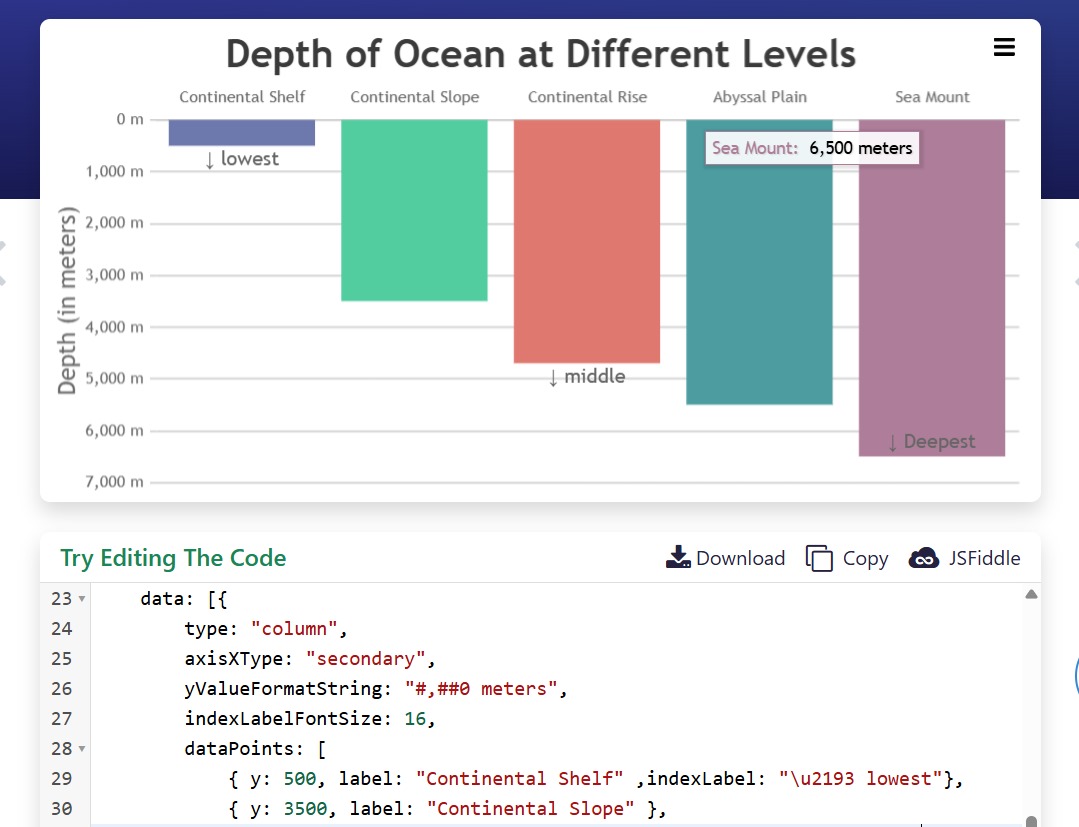 Depth of Ocean at Different Levels
Continental Shelf Continental Slope Continental Rise Abyssal Plain Sea Mount
0 m
Sea Mount: 6,500 meters
↓ lowest
1,000 m
2,000 m
3,000 m
4,000 m
↓ middle
5,000 m
6,000 m
↓ Deepest
7,000 m
Depth (in meters)
Try Editing The Code Download Copy JSFiddle
23 data: [{
24 type: "column",
25 axisXType: "secondary",
26 yValueFormatString: "#,##0 meters",
27 indexLabelFontSize: 16,
28 dataPoints: [
29 { y: 500, label: "Continental Shelf" ,indexLabel: "\u2193 lowest"},
30 { y: 3500, label: "Continental Slope" },